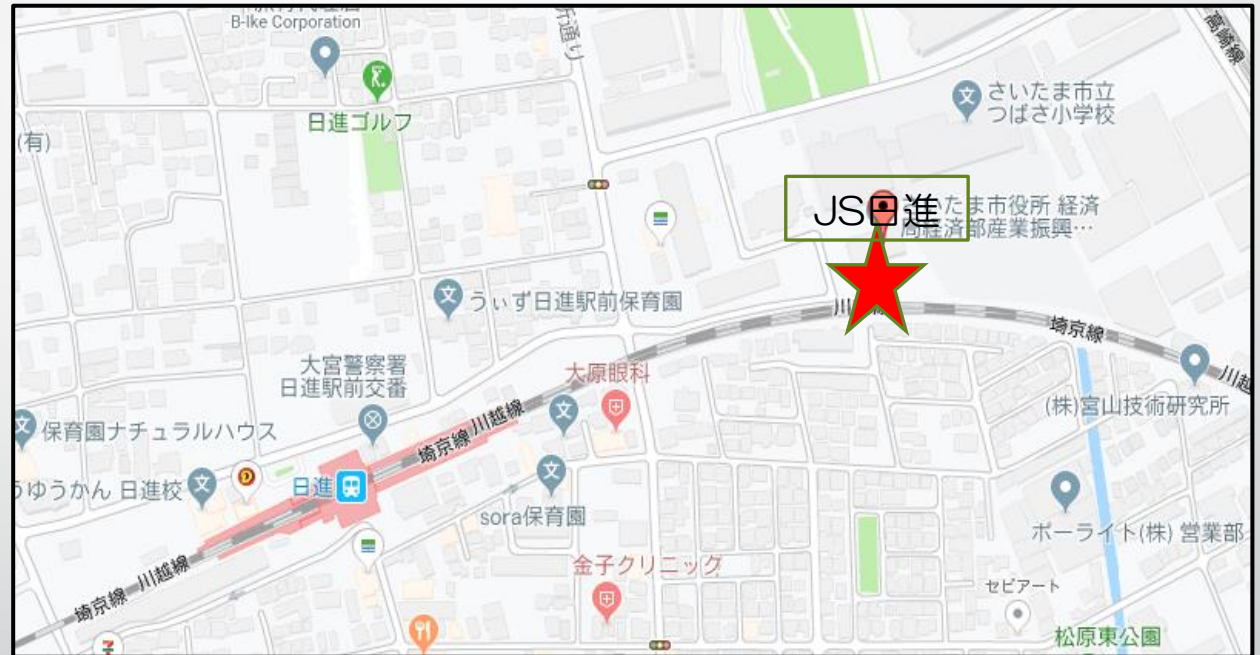 B-Ike Corporation
所通り
高崎線
日進ゴルフ
(有)
さいたま市立
つばさ小学校
JS日進
たま市役所 経済
局経済部産業振興…
うぃず日進駅前保育園
埼京線
川越
大宮警察署
日進駅前交番
大原眼科
(株)宮山技術研究所
保育園ナチュラルハウス
埼京線 川越線
うゆうかん 日進校
日進
sora保育園
ポーライト(株) 営業部
金子クリニック
セピアート
埼京線 川越線
松原東公園